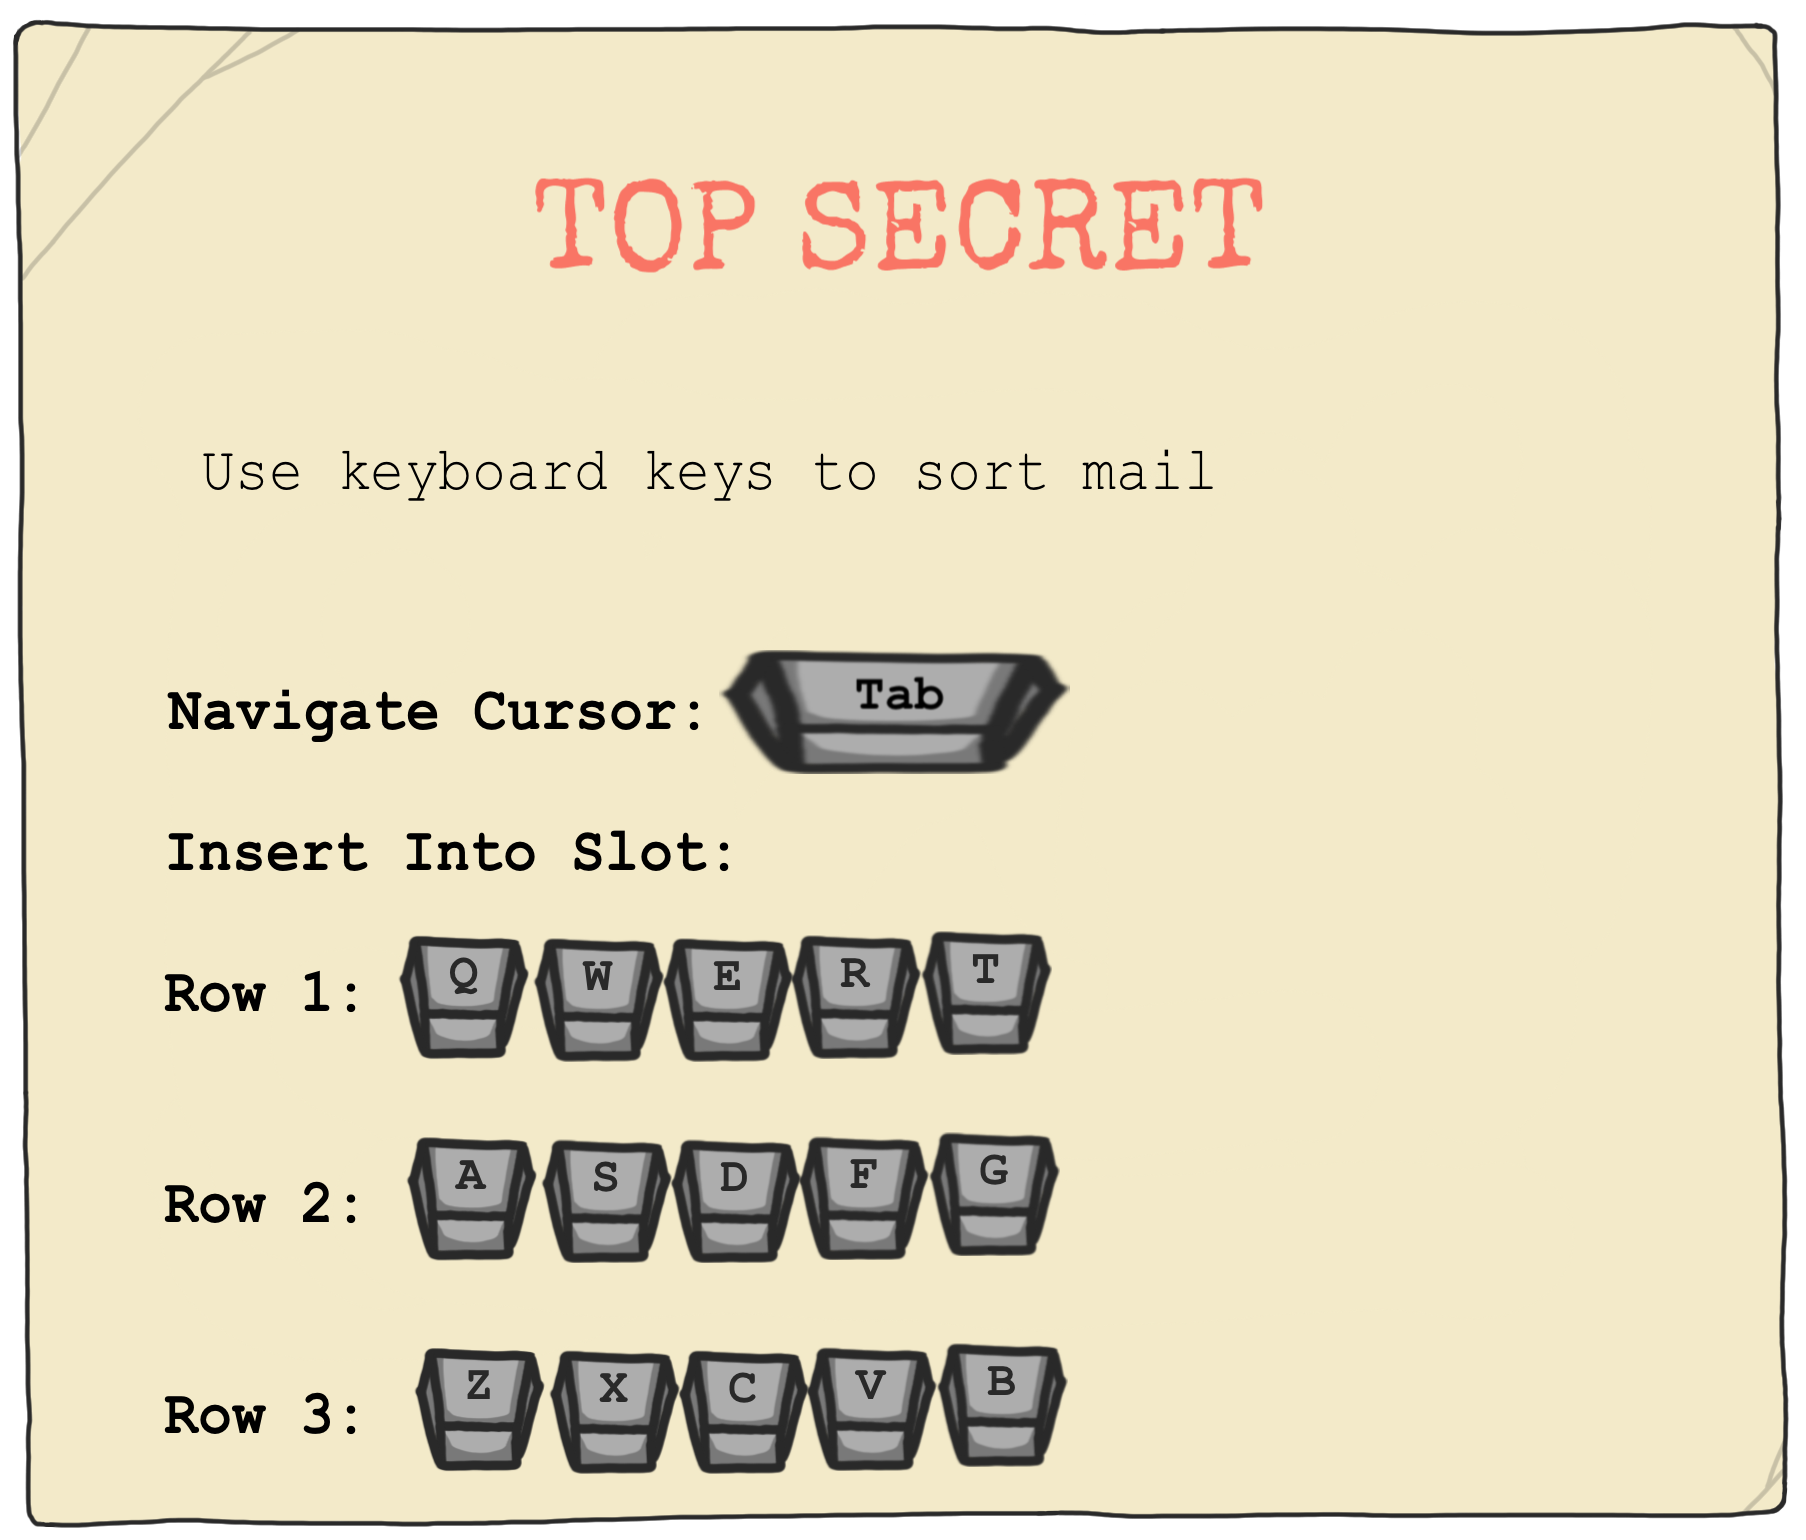 TOP SECRET
Use keyboard keys to sort mail
Navigate Cursor: Tab
Insert Into Slot:
Row 1: Q W E R T
Row 2: A S D F G
Row 3: Z X C V B